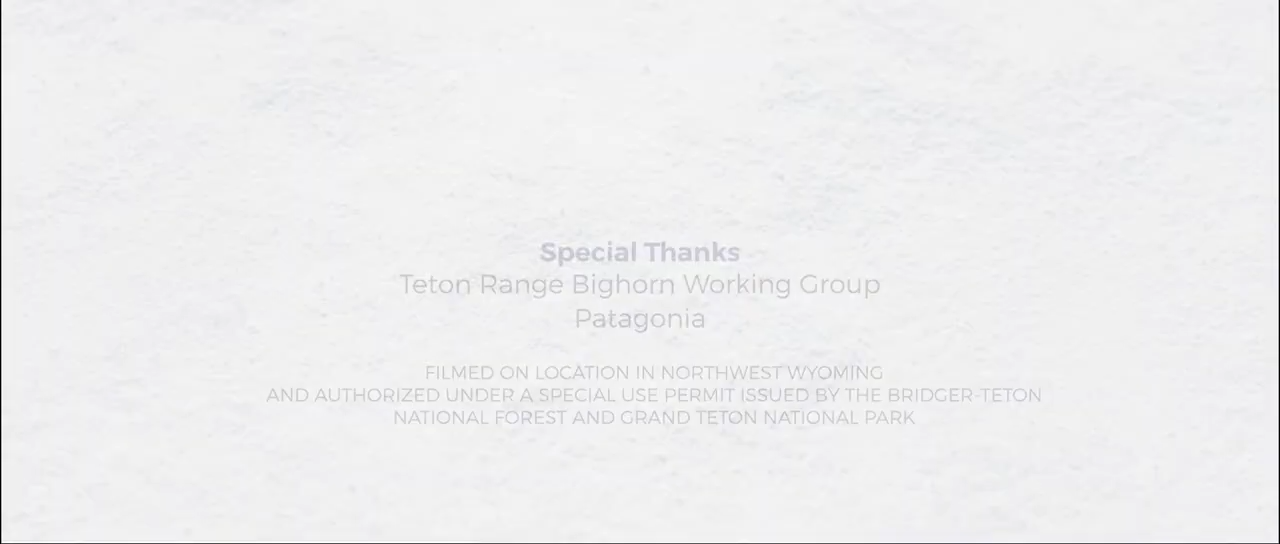 Special Thanks
Teton Range Bighorn Working Group
Patagonia
FILMED ON LOCATION IN NORTHWEST WYOMING
AND AUTHORIZED UNDER A SPECIAL USE PERMIT ISSUED BY THE BRIDGER-TETON
NATIONAL FOREST AND GRAND TETON NATIONAL PARK